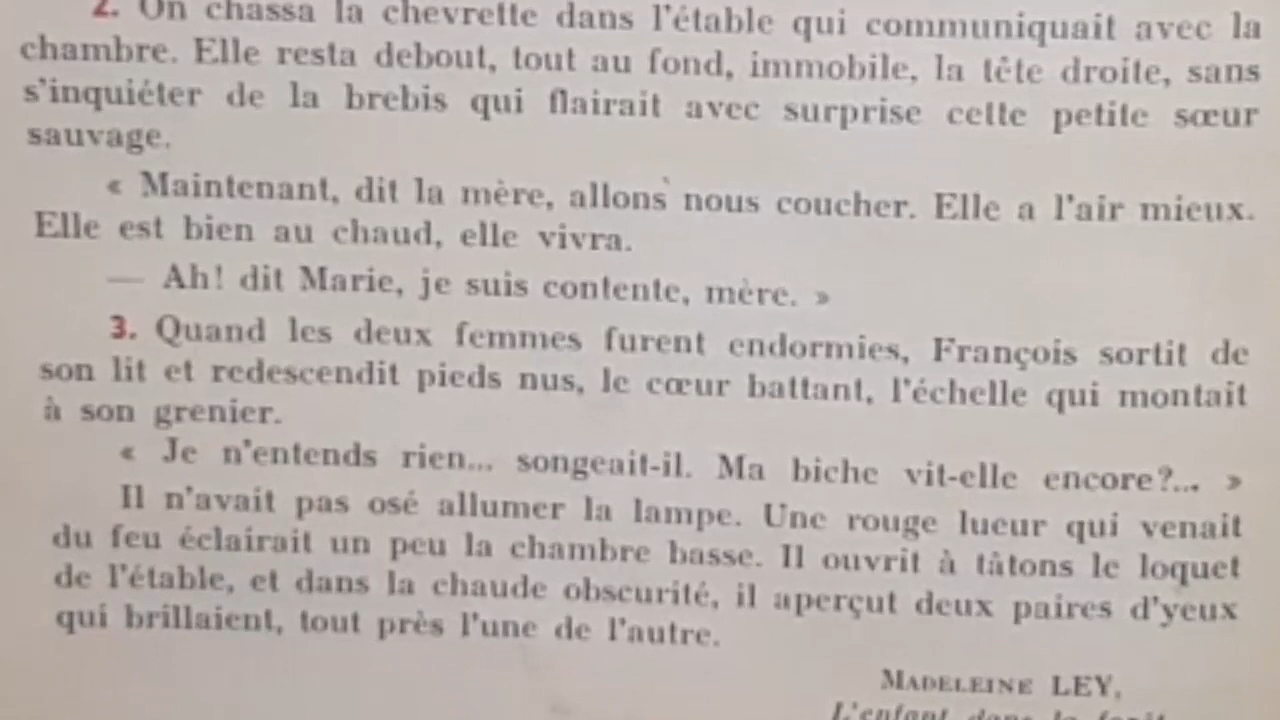 2. On chassa la chevrette dans l'étable qui communiquait avec la
chambre. Elle resta debout, tout au fond, immobile, la tête droite, sans
s'inquiéter de la brebis qui flairait avec surprise cette petite sœur
sauvage.
« Maintenant, dit la mère, allons nous coucher. Elle a l'air mieux.
Elle est bien au chaud, elle vivra.
— Ah! dit Marie, je suis contente, mère. »
3. Quand les deux femmes furent endormies, François sortit de
son lit et redescendit pieds nus, le cœur battant, l'échelle qui montait
à son grenier.
« Je n'entends rien... songeait-il. Ma biche vit-elle encore?... »
Il n'avait pas osé allumer la lampe. Une rouge lueur qui venait
du feu éclairait un peu la chambre basse. Il ouvrit à tâtons le loquet
de l'étable, et dans la chaude obscurité, il aperçut deux paires d'yeux
qui brillaient, tout près l'une de l'autre.
MADELEINE LEY,
L'enfant dans la forêt